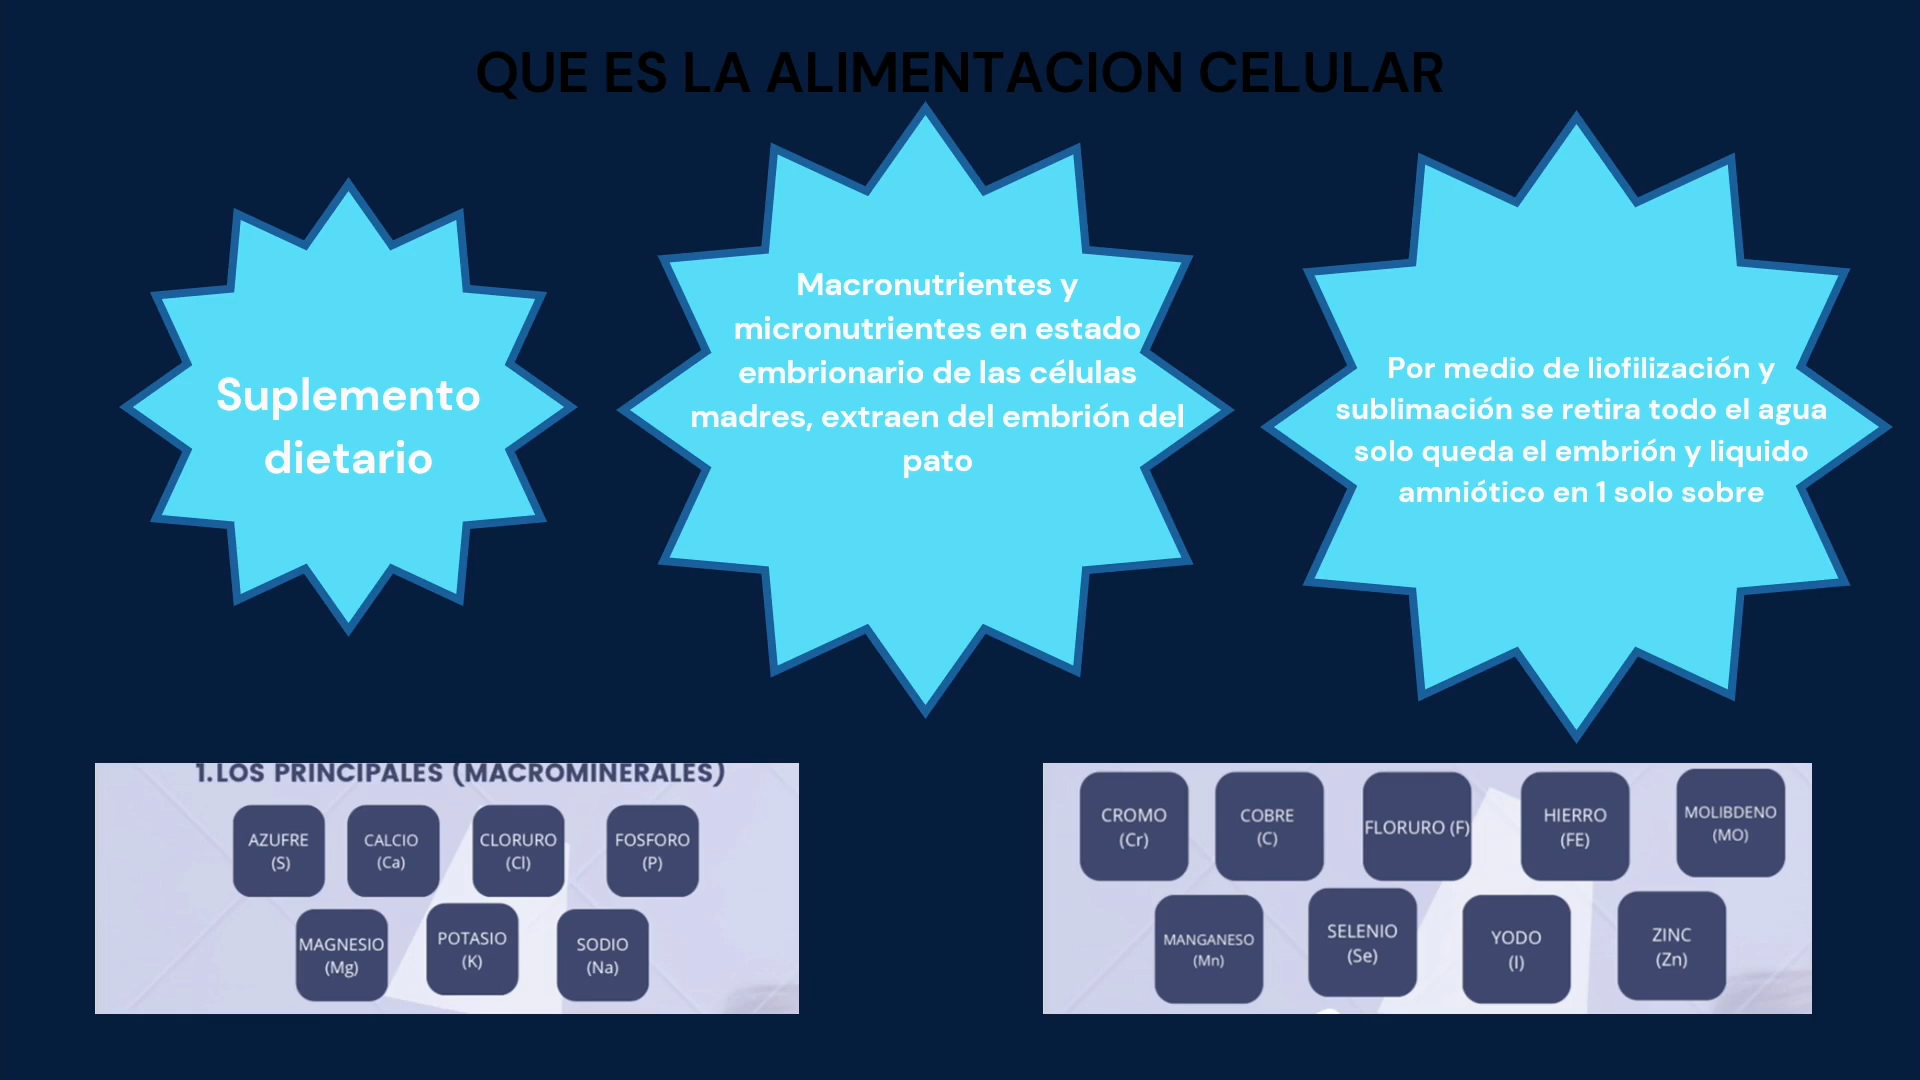 QUE ES LA ALIMENTACION CELULAR
Suplemento
dietario
Macronutrientes y
micronutrientes en estado
embrionario de las células
madres, extraen del embrión del
pato
Por medio de liofilización y
sublimación se retira todo el agua
solo queda el embrión y liquido
amniótico en 1 solo sobre
1.LOS PRINCIPALES (MACROMINERALES)
AZUFRE
(S)
CALCIO
(Ca)
CLORURO
(Cl)
FOSFORO
(P)
MAGNESIO
(Mg)
POTASIO
(K)
SODIO
(Na)
CROMO
(Cr)
COBRE
(C)
FLORURO (F)
HIERRO
(FE)
MOLIBDENO
(MO)
MANGANESO
(Mn)
SELENIO
(Se)
YODO
(I)
ZINC
(Zn)